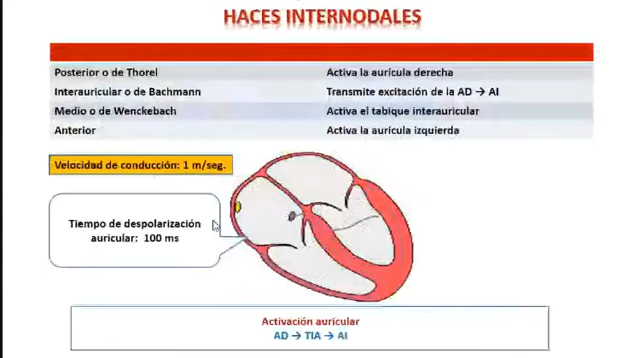 HACES INTERNODALES
Posterior o de Thorel Activa la aurícula derecha
Interauricular o de Bachmann Transmite excitación de la AD → AI
Medio o de Wenckebach Activa el tabique interauricular
Anterior Activa la aurícula izquierda
Velocidad de conducción: 1 m/seg.
Tiempo de despolarización
auricular: 100 ms
Activación auricular
AD → TIA → AI